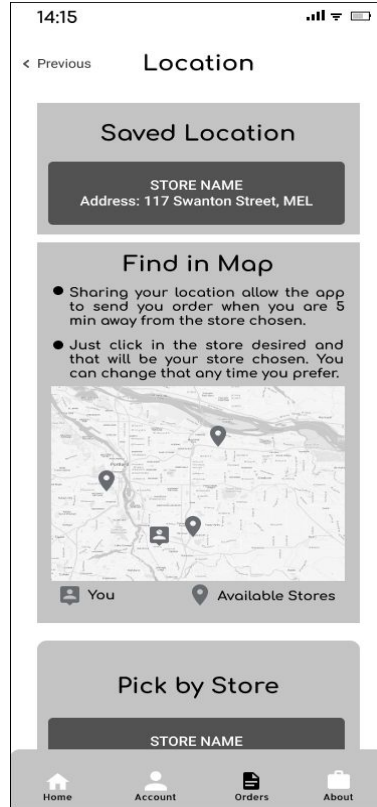 14:15
< Previous
Location
Saved Location
STORE NAME
Address: 117 Swanton Street, MEL
Find in Map
● Sharing your location allow the app
to send you order when you are 5
min away from the store chosen.
● Just click in the store desired and
that will be your store chosen. You
can change that any time you prefer.
You
Available Stores
Pick by Store
STORE NAME
Home
Account
Orders
About